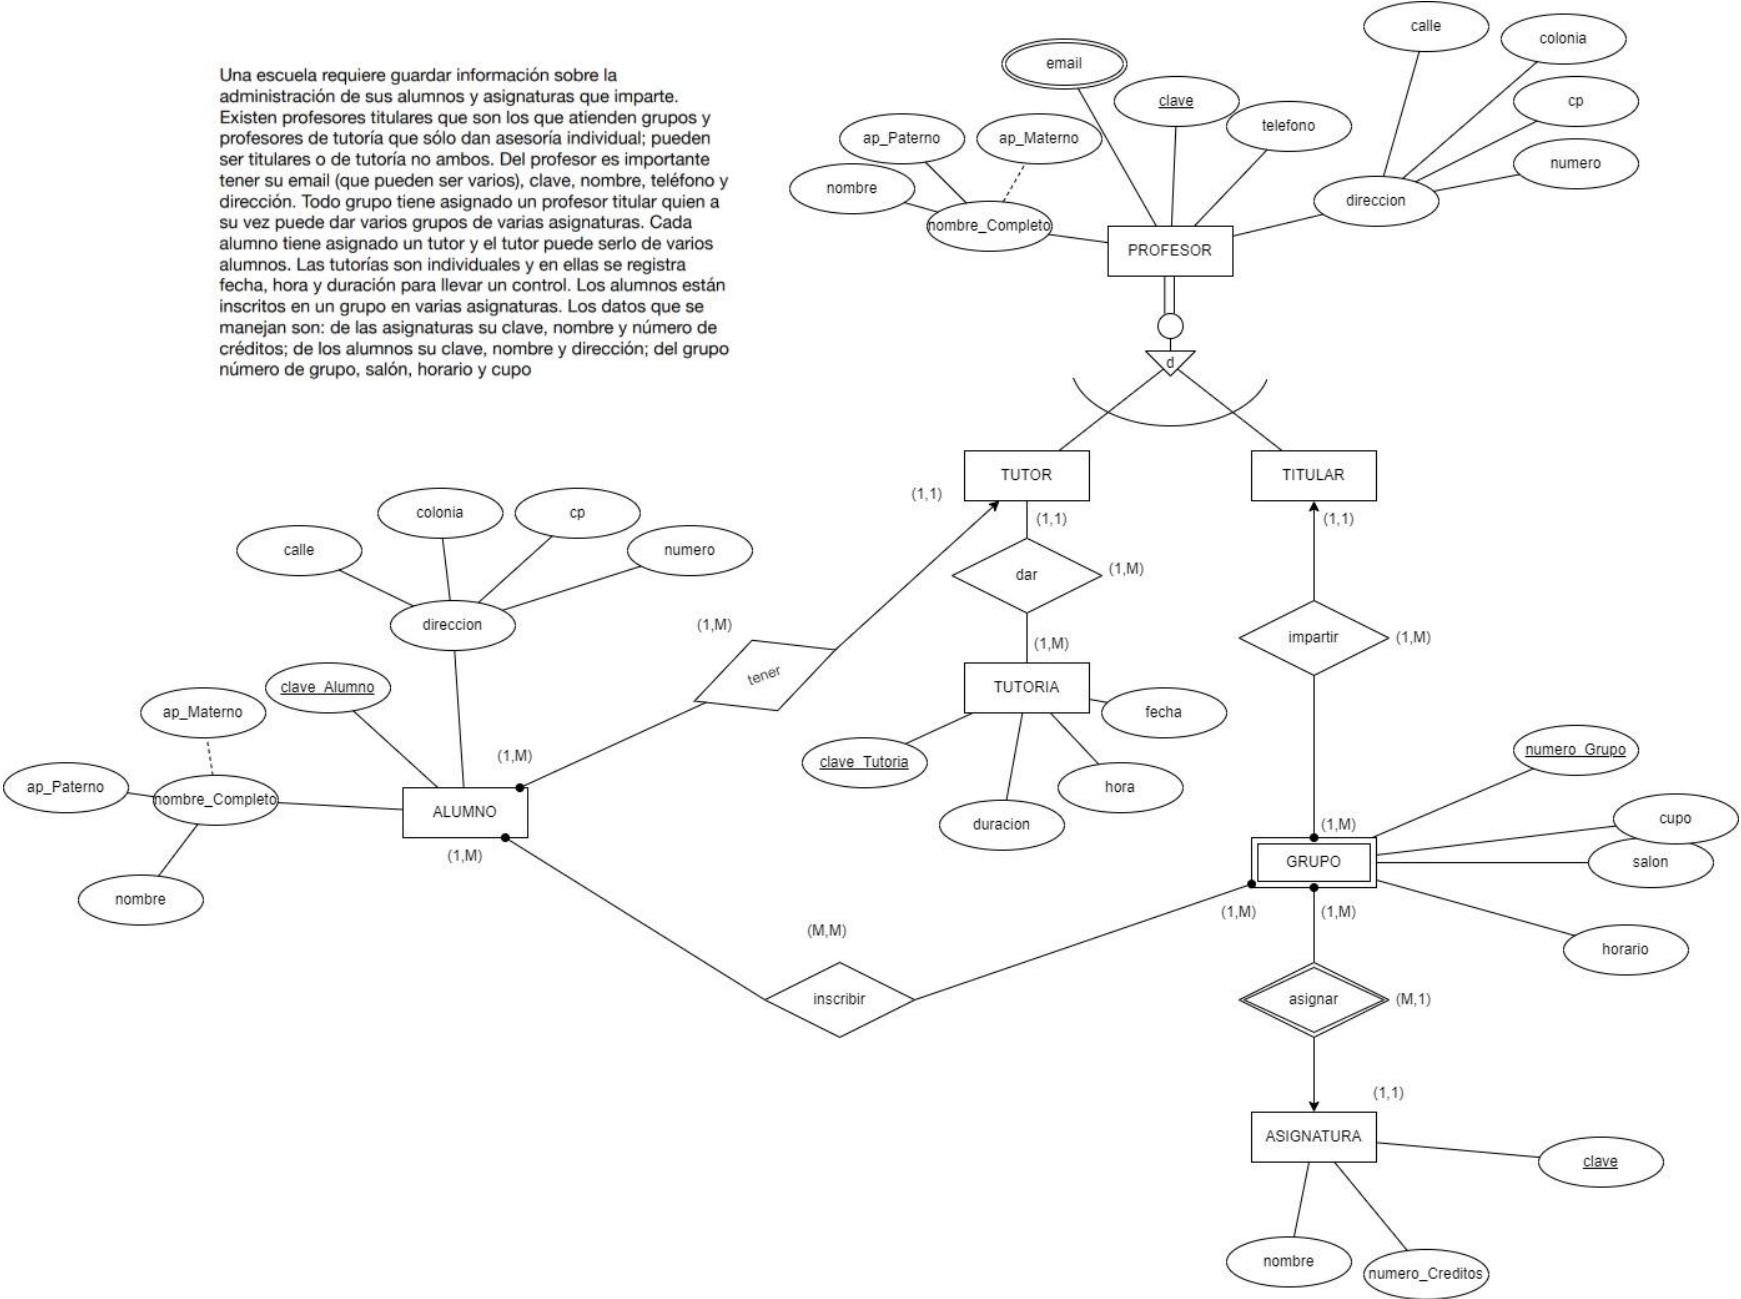 Una escuela requiere guardar información sobre la
administración de sus alumnos y asignaturas que imparte.
Existen profesores titulares que son los que atienden grupos y
profesores de tutoría que sólo dan asesoría individual; pueden
ser titulares o de tutoría no ambos. Del profesor es importante
tener su email (que pueden ser varios), clave, nombre, teléfono y
dirección. Todo grupo tiene asignado un profesor titular quien a
su vez puede dar varios grupos de varias asignaturas. Cada
alumno tiene asignado un tutor y el tutor puede serlo de varios
alumnos. Las tutorías son individuales y en ellas se registra
fecha, hora y duración para llevar un control. Los alumnos están
inscritos en un grupo en varias asignaturas. Los datos que se
manejan son: de las asignaturas su clave, nombre y número de
créditos; de los alumnos su clave, nombre y dirección; del grupo
número de grupo, salón, horario y cupo
calle
colonia
email
cp
clave
telefono
ap_Paterno
ap_Materno
numero
nombre
direccion
nombre_Completo
PROFESOR
d
TUTOR
TITULAR
(1,1)
(1,1)
(1,1)
colonia
cp
calle
numero
dar
(1,M)
direccion
(1,M)
impartir
(1,M)
(1,M)
tener
TUTORIA
clave_Alumno
ap_Materno
fecha
(1,M)
clave_Tutoria
numero_Grupo
ap_Paterno
nombre_Completo
hora
ALUMNO
duracion
(1,M)
cupo
(1,M)
GRUPO
salon
nombre
(1,M)
(1,M)
(M,M)
horario
inscribir
asignar
(M,1)
(1,1)
ASIGNATURA
clave
nombre
numero_Creditos